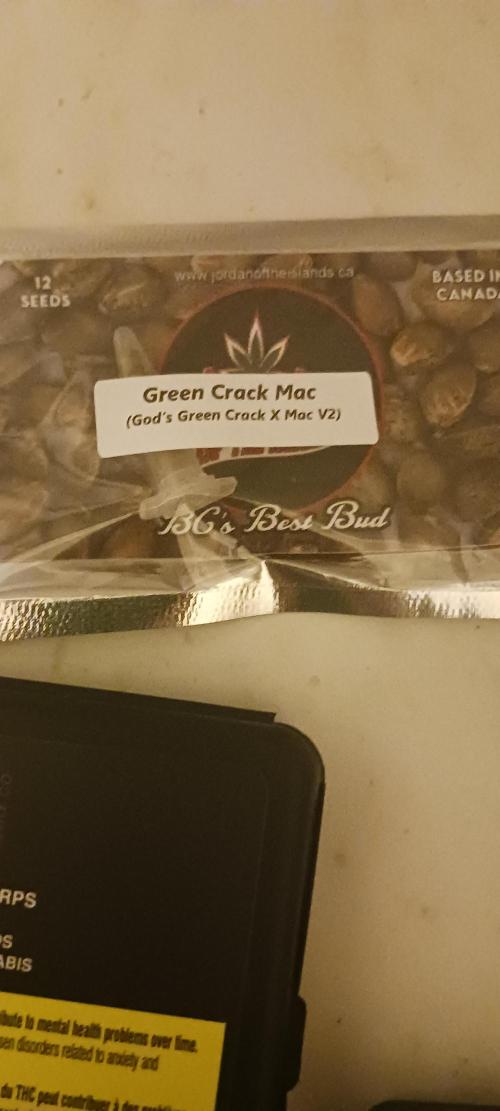 www.jordanoftheislands.ca
12
SEEDS
BASED IN
CANADA
Green Crack Mac
(God's Green Crack X Mac V2)
BC's Best Bud
RPS
DS
ABIS
ibute to mental health problems over time.
sen disorders related to anxiety and
du THC peut contribuer à des